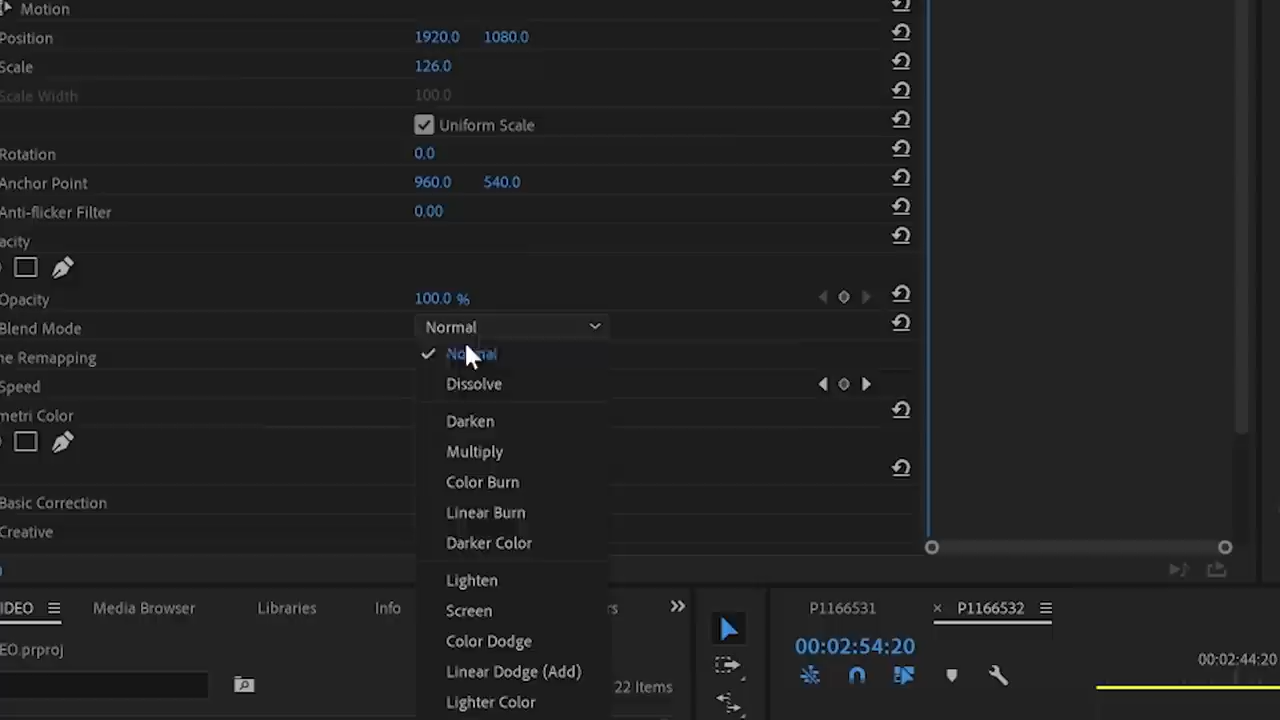 Motion
Position 1920.0 1080.0
Scale 126.0
Scale Width 100.0
Uniform Scale
Rotation 0.0
Anchor Point 960.0 540.0
Anti-flicker Filter 0.00
acity
Opacity 100.0 %
Blend Mode Normal
ne Remapping Normal
Speed Dissolve
metri Color
Darken
Multiply
Color Burn
Basic Correction
Linear Burn
Creative
Darker Color
Lighten
IDEO Media Browser Libraries Info Screen rs P1166531 × P1166532
Color Dodge 00:02:54:20
EO.prproj
Linear Dodge (Add) 00:02:44:20
22 Items
Lighter Color